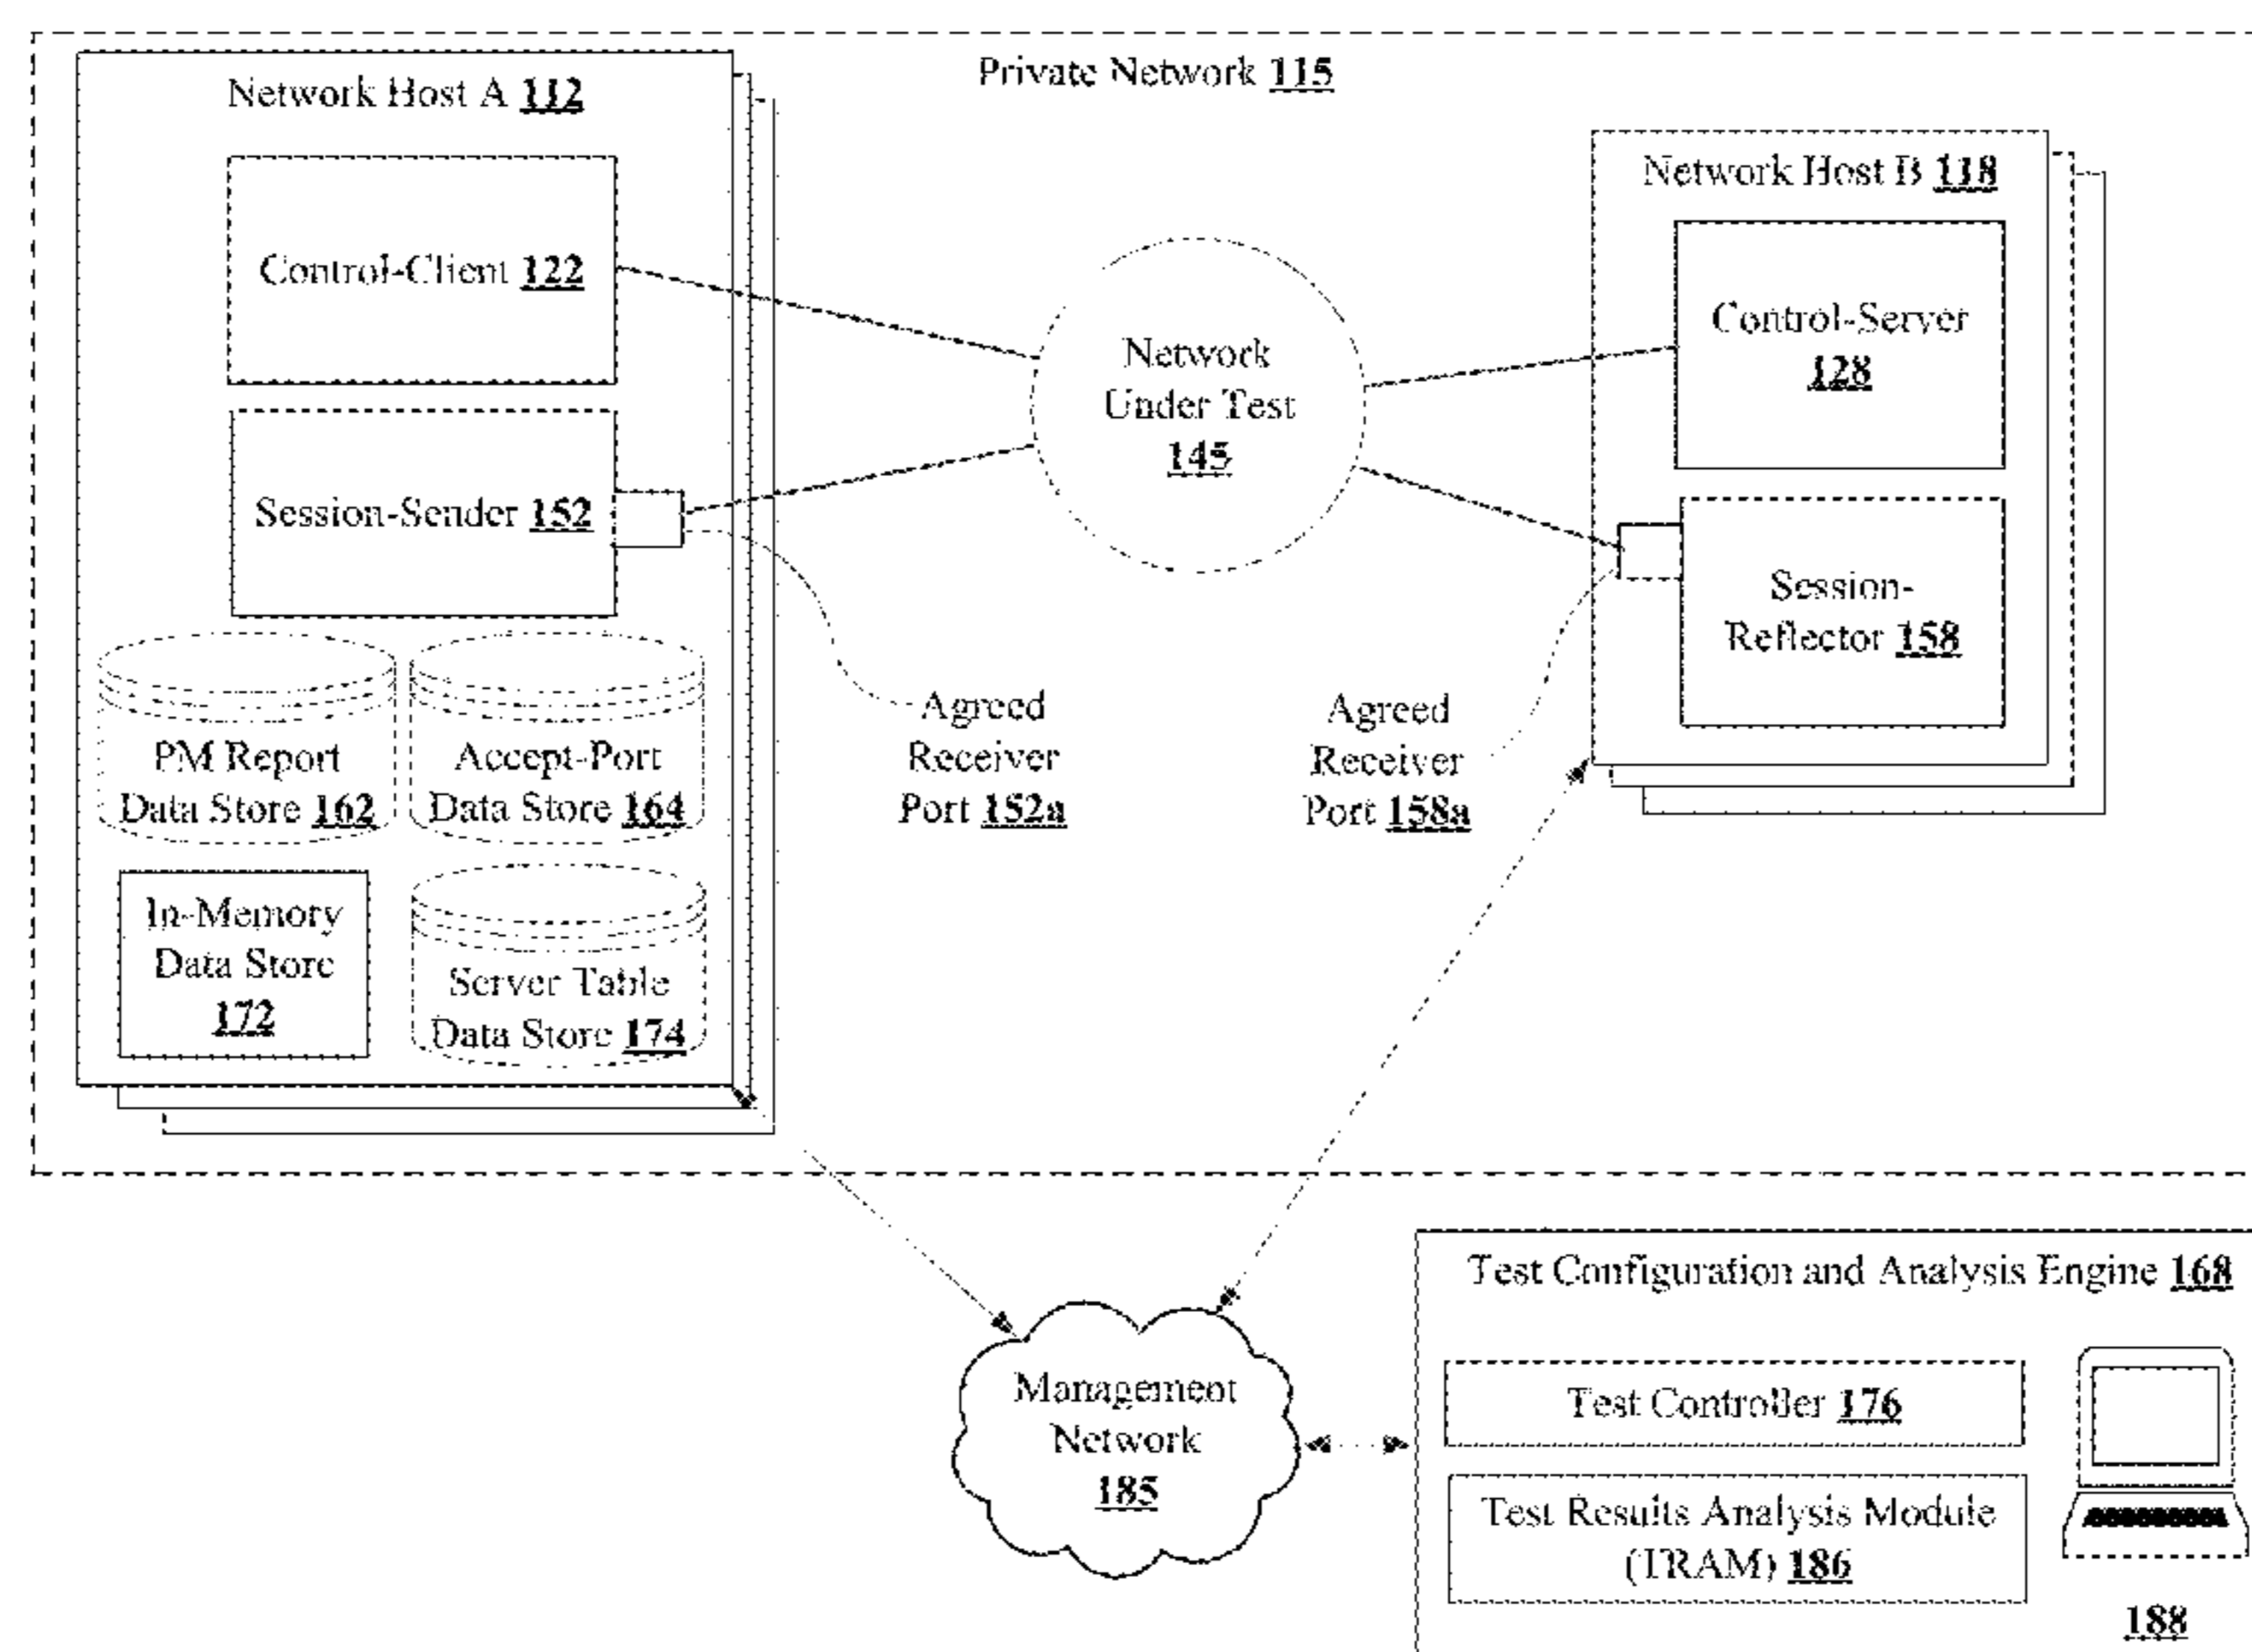 Private Network 115
Network Host A 112
Control-Client 122
Session-Sender 152
PM Report
Data Store 162
Accept-Port
Data Store 164
In-Memory
Data Store
172
Server Table
Data Store 174
Network
Under Test
145
Agreed
Receiver
Port 152a
Agreed
Receiver
Port 158a
Network Host B 118
Control-Server
128
Session-
Reflector 158
Management
Network
185
Test Configuration and Analysis Engine 168
Test Controller 176
Test Results Analysis Module
(TRAM) 186
188